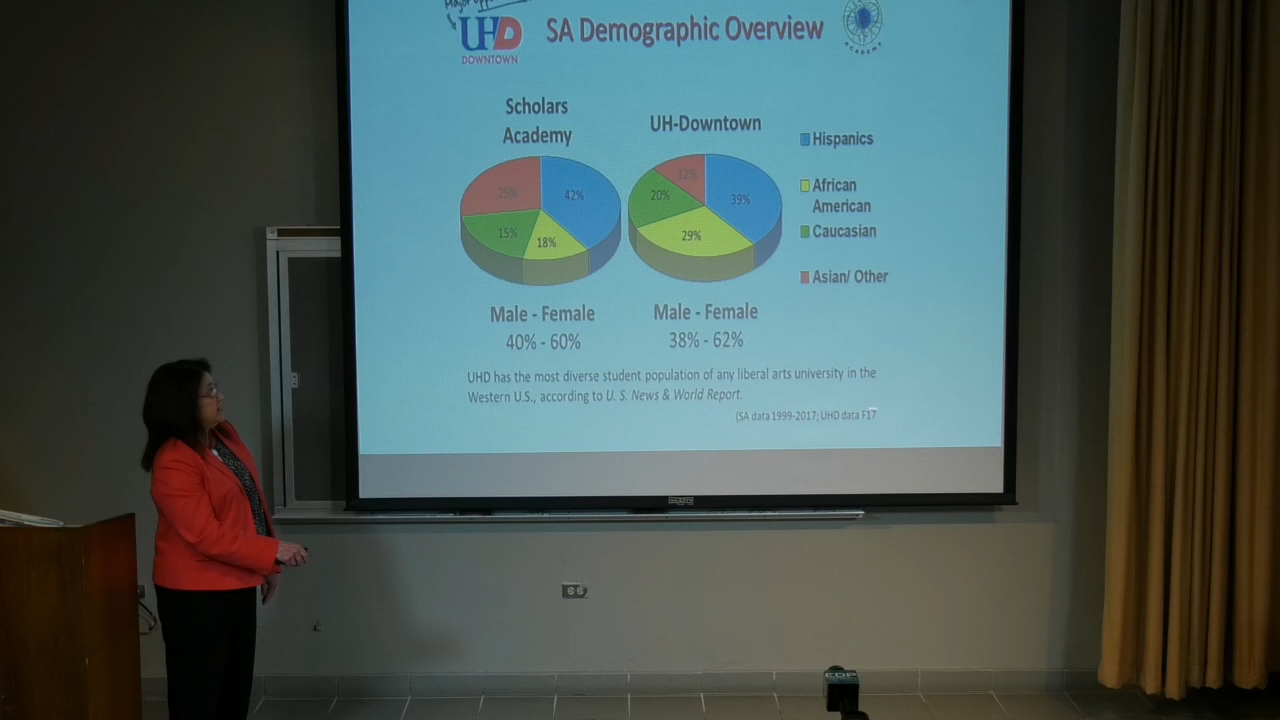 Major
UHD
DOWNTOWN
SA Demographic Overview
ACADEMY
Scholars
Academy
25%
42%
15%
18%
UH-Downtown
12%
20%
39%
29%
Hispanics
African
American
Caucasian
Asian/ Other
Male - Female
40% - 60%
Male - Female
38% - 62%
UHD has the most diverse student population of any liberal arts university in the
Western U.S., according to U. S. News & World Report.
(SA data 1999-2017; UHD data F17